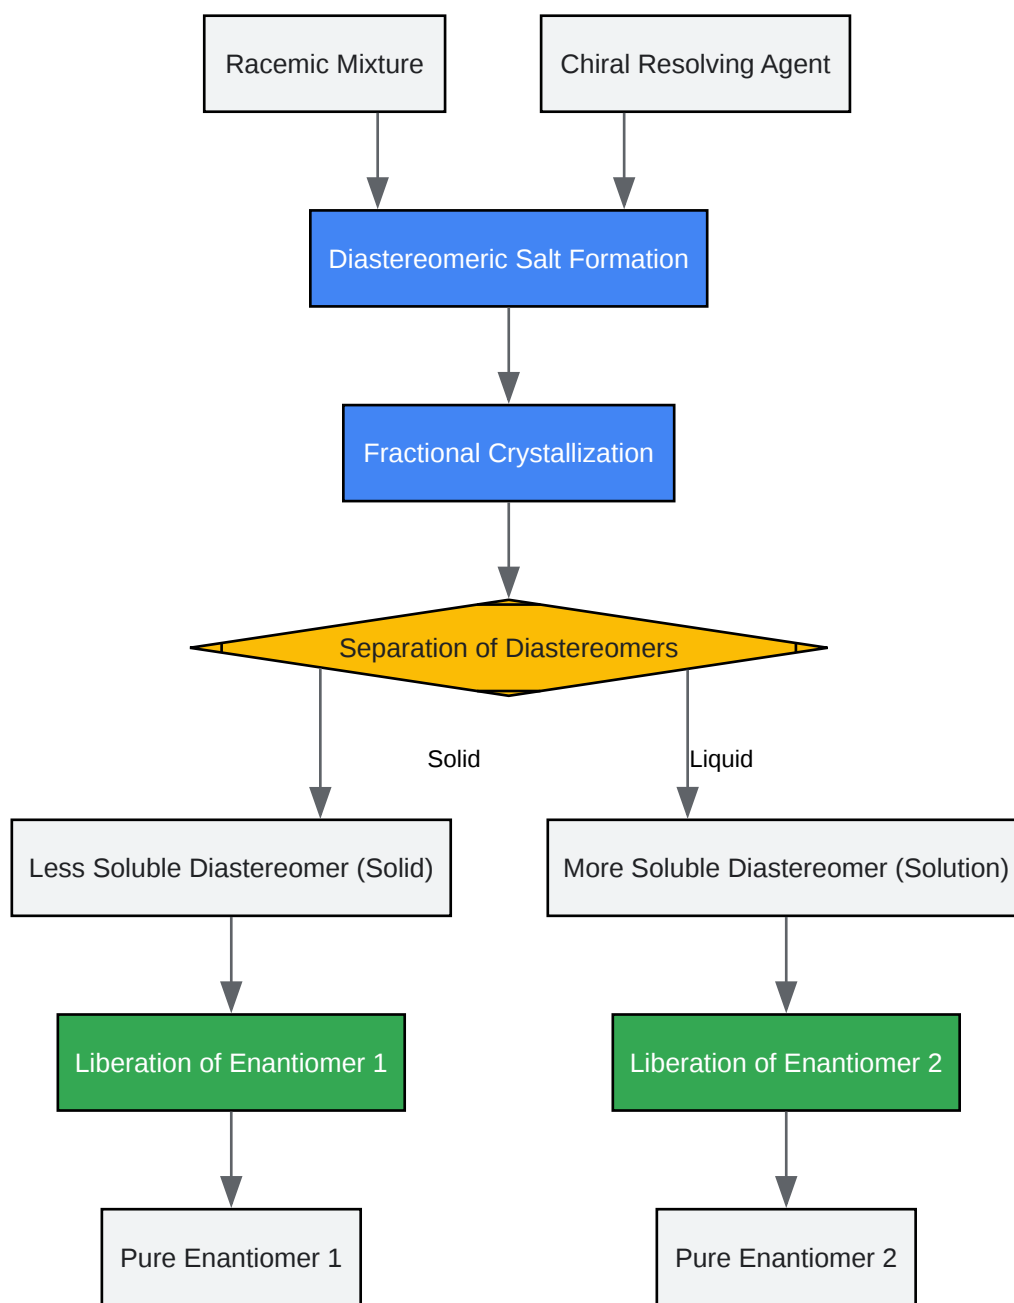 Racemic Mixture
Chiral Resolving Agent
Diastereomeric Salt Formation
Fractional Crystallization
Separation of Diastereomers
Solid
Liquid
Less Soluble Diastereomer (Solid)
More Soluble Diastereomer (Solution)
Liberation of Enantiomer 1
Liberation of Enantiomer 2
Pure Enantiomer 1
Pure Enantiomer 2